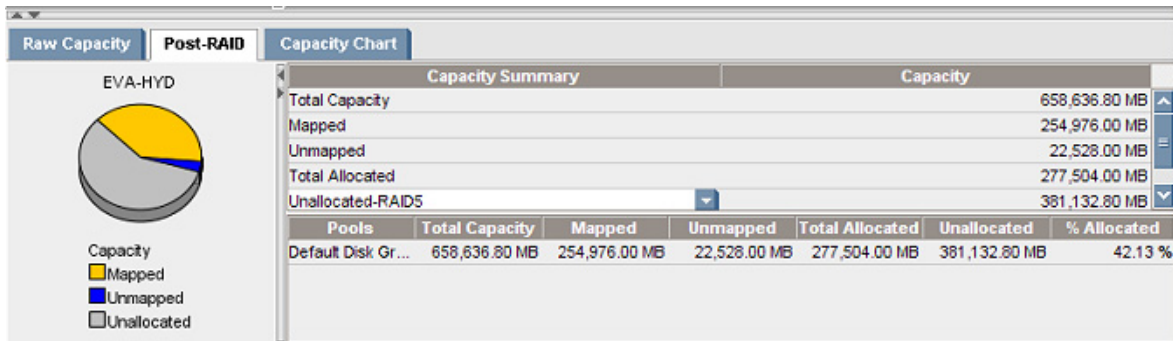 Raw Capacity Post-RAID Capacity Chart
EVA-HYD
Capacity
Mapped
Unmapped
Unallocated
Capacity Summary Capacity
Total Capacity 658,636.80 MB
Mapped 254,976.00 MB
Unmapped 22,528.00 MB
Total Allocated 277,504.00 MB
Unallocated-RAID5 381,132.80 MB
Pools Total Capacity Mapped Unmapped Total Allocated Unallocated % Allocated
Default Disk Gr... 658,636.80 MB 254,976.00 MB 22,528.00 MB 277,504.00 MB 381,132.80 MB 42.13 %